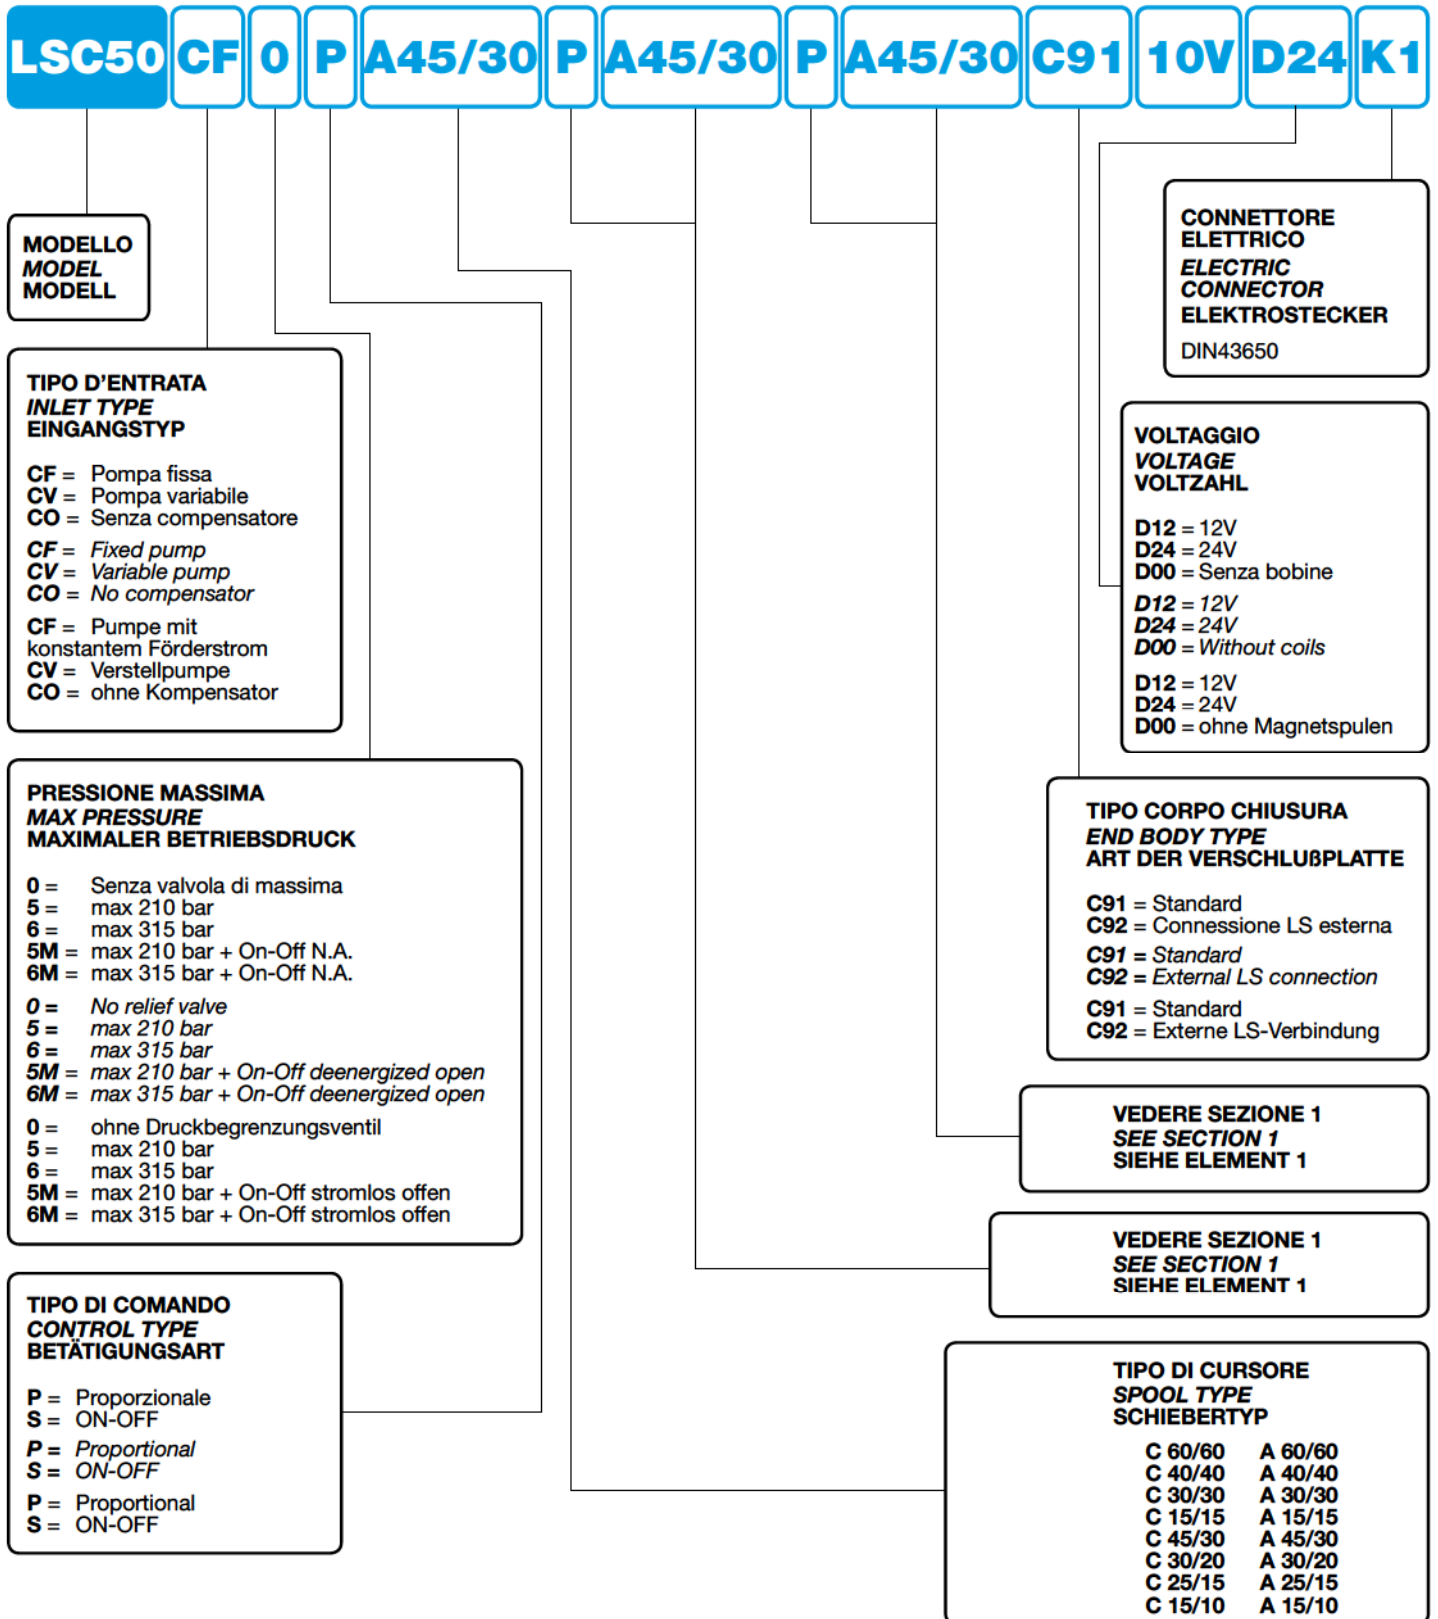 LSC50 CF 0 P A45/30 P A45/30 P A45/30 C91 10V D24 K1
MODELLO
MODEL
MODELL
TIPO D'ENTRATA
INLET TYPE
EINGANGSTYP
CF = Pompa fissa
CV = Pompa variabile
CO = Senza compensatore
CF = Fixed pump
CV = Variable pump
CO = No compensator
CF = Pumpe mit
konstantem Förderstrom
CV = Verstellpumpe
CO = ohne Kompensator
PRESSIONE MASSIMA
MAX PRESSURE
MAXIMALER BETRIEBSDRUCK
0 = Senza valvola di massima
5 = max 210 bar
6 = max 315 bar
5M = max 210 bar + On-Off N.A.
6M = max 315 bar + On-Off N.A.
0 = No relief valve
5 = max 210 bar
6 = max 315 bar
5M = max 210 bar + On-Off deenergized open
6M = max 315 bar + On-Off deenergized open
0 = ohne Druckbegrenzungsventil
5 = max 210 bar
6 = max 315 bar
5M = max 210 bar + On-Off stromlos offen
6M = max 315 bar + On-Off stromlos offen
TIPO DI COMANDO
CONTROL TYPE
BETÄTIGUNGSART
P = Proporzionale
S = ON-OFF
P = Proportional
S = ON-OFF
P = Proportional
S = ON-OFF
CONNETTORE
ELETTRICO
ELECTRIC
CONNECTOR
ELEKTROSTECKER
DIN43650
VOLTAGGIO
VOLTAGE
VOLTZAHL
D12 = 12V
D24 = 24V
D00 = Senza bobine
D12 = 12V
D24 = 24V
D00 = Without coils
D12 = 12V
D24 = 24V
D00 = ohne Magnetspulen
TIPO CORPO CHIUSURA
END BODY TYPE
ART DER VERSCHLUßPLATTE
C91 = Standard
C92 = Connessione LS esterna
C91 = Standard
C92 = External LS connection
C91 = Standard
C92 = Externe LS-Verbindung
VEDERE SEZIONE 1
SEE SECTION 1
SIEHE ELEMENT 1
VEDERE SEZIONE 1
SEE SECTION 1
SIEHE ELEMENT 1
TIPO DI CURSORE
SPOOL TYPE
SCHIEBERTYP
C 60/60 A 60/60
C 40/40 A 40/40
C 30/30 A 30/30
C 15/15 A 15/15
C 45/30 A 45/30
C 30/20 A 30/20
C 25/15 A 25/15
C 15/10 A 15/10